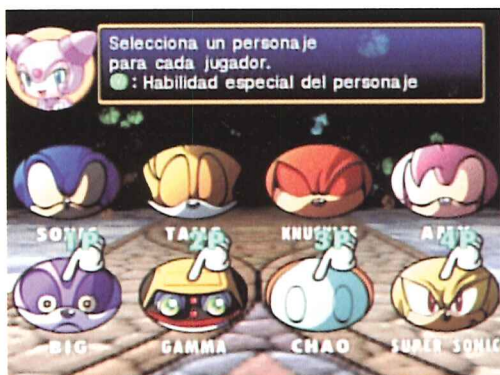 Selecciona un personaje
para cada jugador.
: Habilidad especial del personaje
SONIC TAILS KNUCKLES AMY
1P 2P 3P 4P
BIG GAMMA CHAO SUPER SONIC